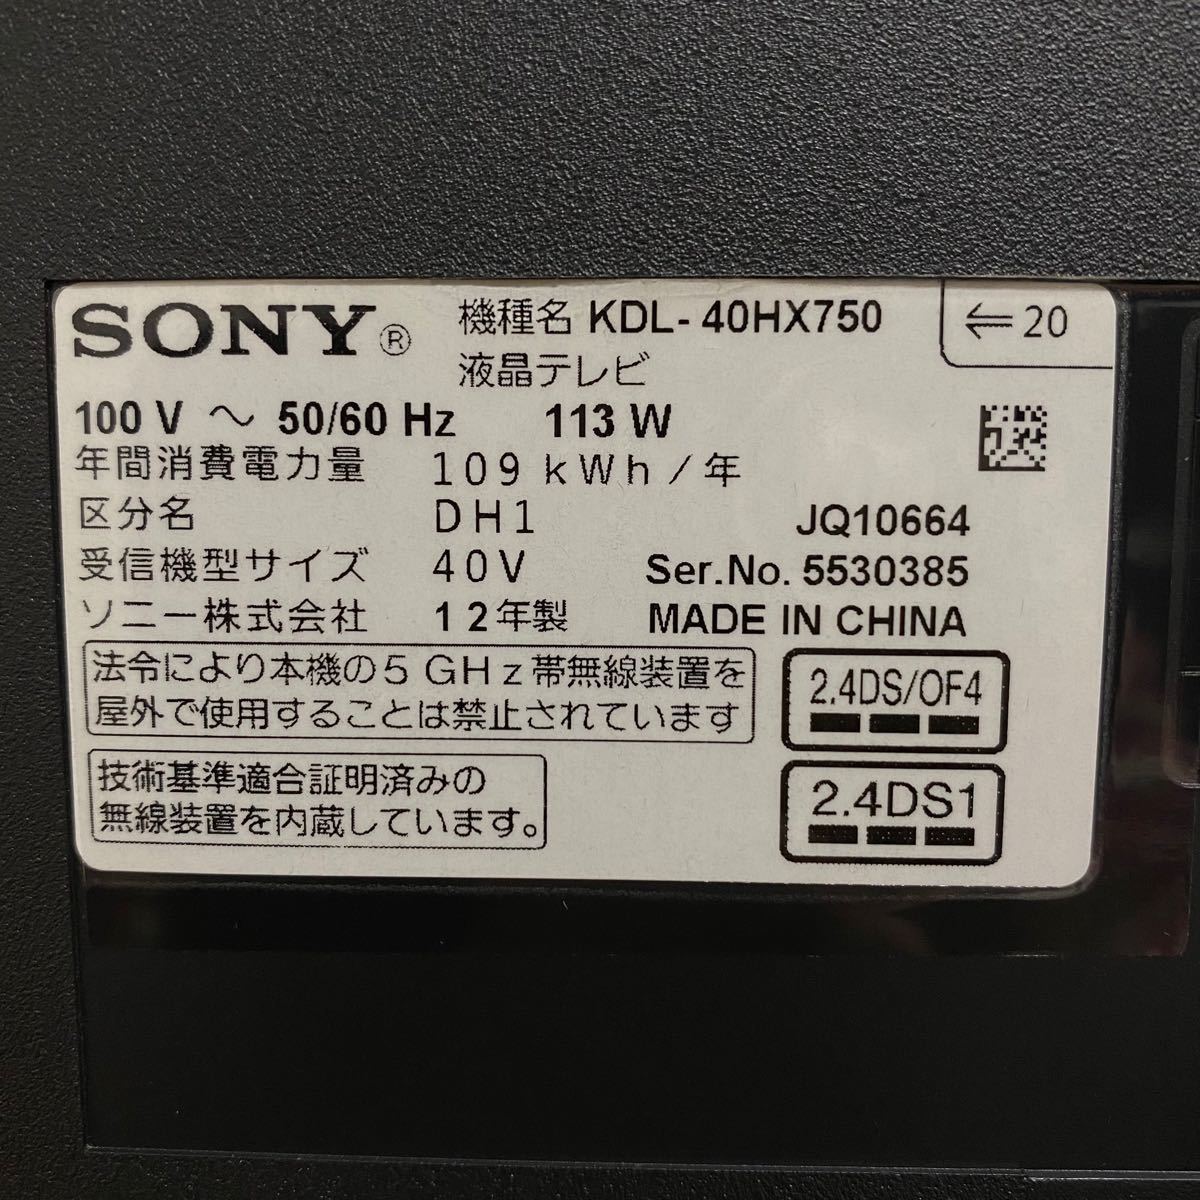 SONY®
機種名 KDL-40HX750
⇐20
液晶テレビ
100 V ～ 50/60 Hz 113 W
年間消費電力量 109 kWh/年
区分名 DH1
JQ10664
受信機型サイズ 40V
Ser.No. 5530385
ソニー株式会社 12年製
MADE IN CHINA
法令により本機の5GHz帯無線装置を
屋外で使用することは禁止されています
2.4DS/OF4
技術基準適合証明済みの
無線装置を内蔵しています。
2.4DS1